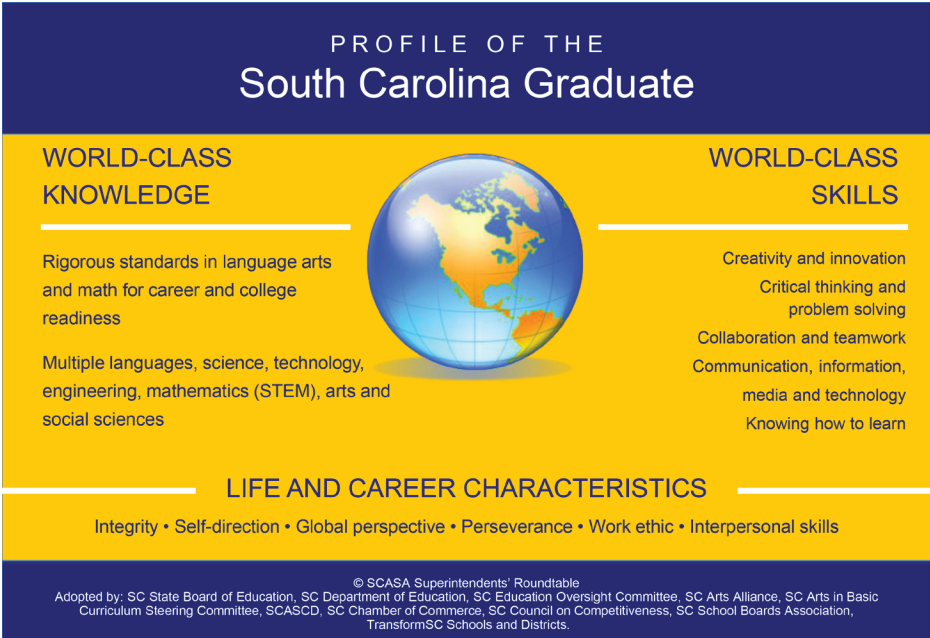 PROFILE OF THE
South Carolina Graduate
WORLD-CLASS
KNOWLEDGE
Rigorous standards in language arts
and math for career and college
readiness
Multiple languages, science, technology,
engineering, mathematics (STEM), arts and
social sciences
WORLD-CLASS
SKILLS
Creativity and innovation
Critical thinking and
problem solving
Collaboration and teamwork
Communication, information,
media and technology
Knowing how to learn
LIFE AND CAREER CHARACTERISTICS
Integrity • Self-direction • Global perspective • Perseverance • Work ethic • Interpersonal skills
© SCASA Superintendents' Roundtable
Adopted by: SC State Board of Education, SC Department of Education, SC Education Oversight Committee, SC Arts Alliance, SC Arts in Basic
Curriculum Steering Committee, SCASCD, SC Chamber of Commerce, SC Council on Competitiveness, SC School Boards Association,
TransformSC Schools and Districts.